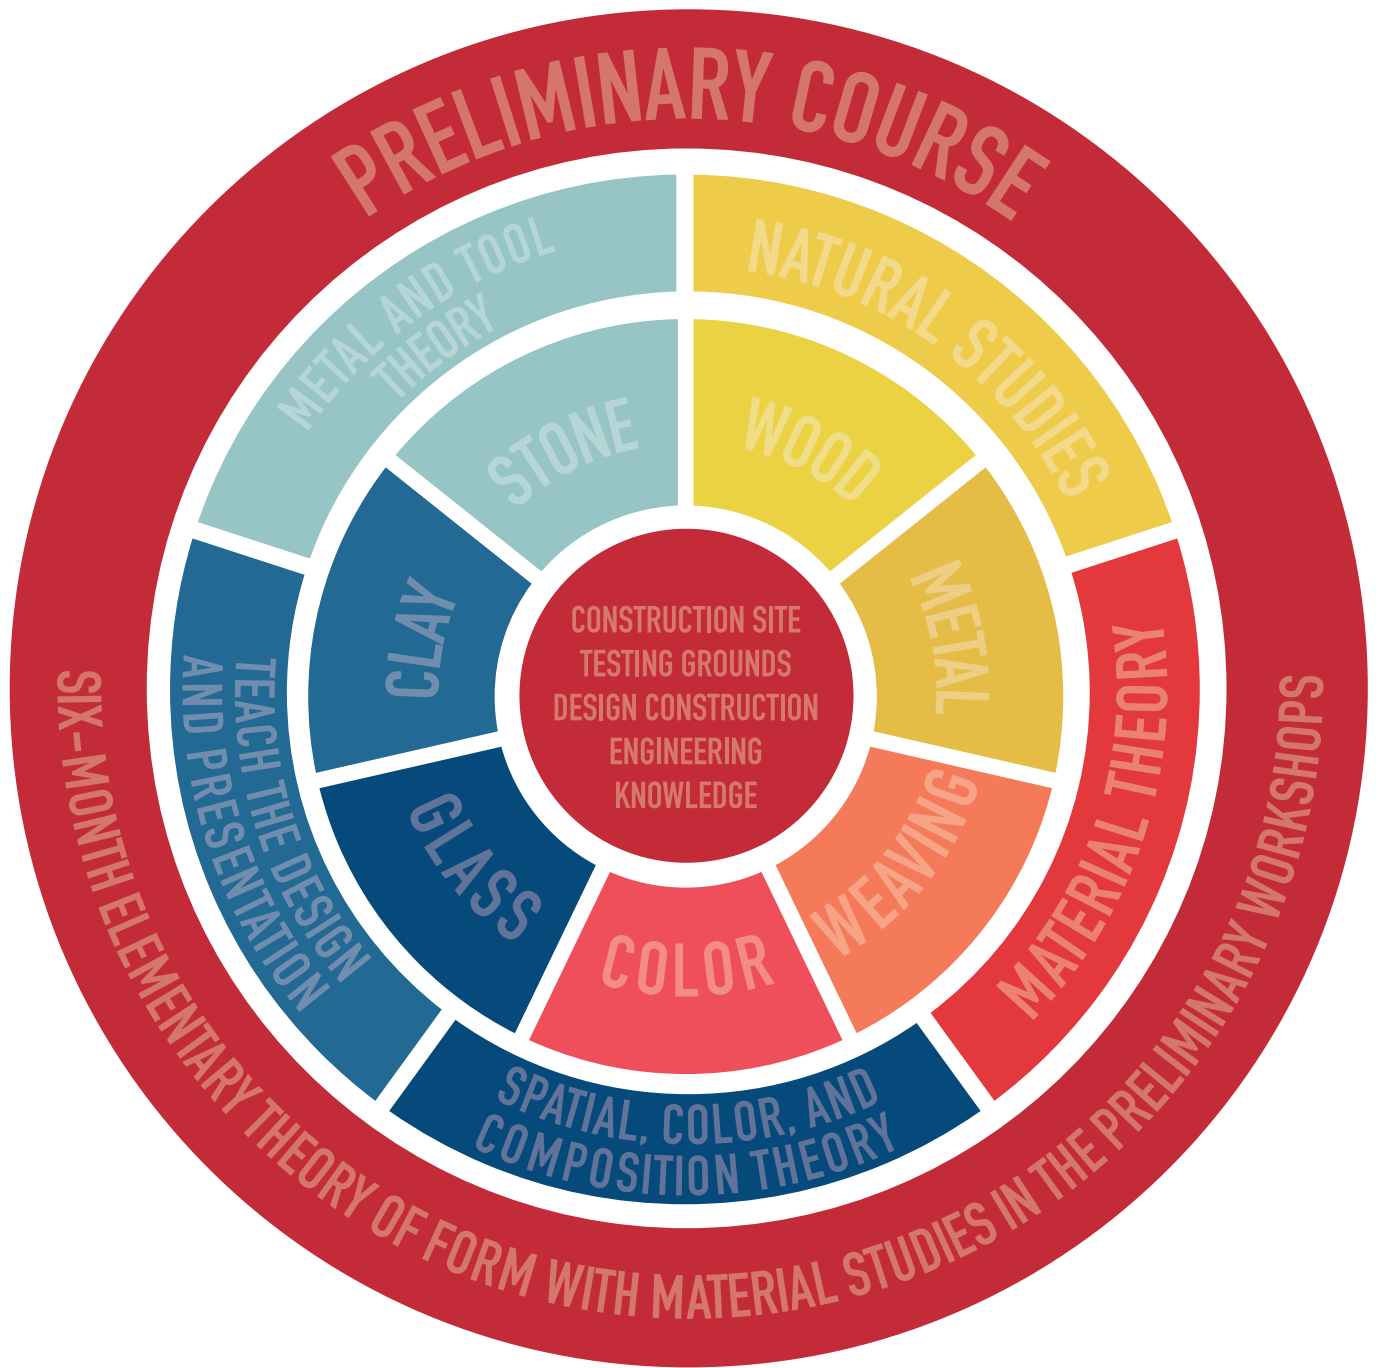 PRELIMINARY COURSE
METAL AND TOOL
THEORY
NATURAL STUDIES
STONE
WOOD
CLAY
METAL
CONSTRUCTION SITE
TESTING GROUNDS
DESIGN CONSTRUCTION
ENGINEERING
KNOWLEDGE
TEACH THE DESIGN
AND PRESENTATION
MATERIAL THEORY
GLASS
WEAVING
COLOR
SPATIAL, COLOR, AND
COMPOSITION THEORY
SIX-MONTH ELEMENTARY THEORY OF FORM WITH MATERIAL STUDIES IN THE PRELIMINARY WORKSHOPS